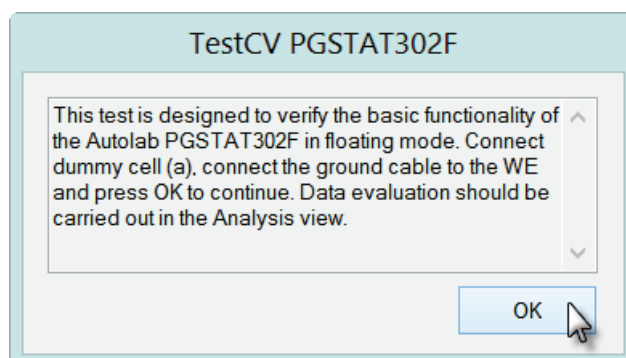 TestCV PGSTAT302F
This test is designed to verify the basic functionality of
the Autolab PGSTAT302F in floating mode. Connect
dummy cell (a), connect the ground cable to the WE
and press OK to continue. Data evaluation should be
carried out in the Analysis view.
OK